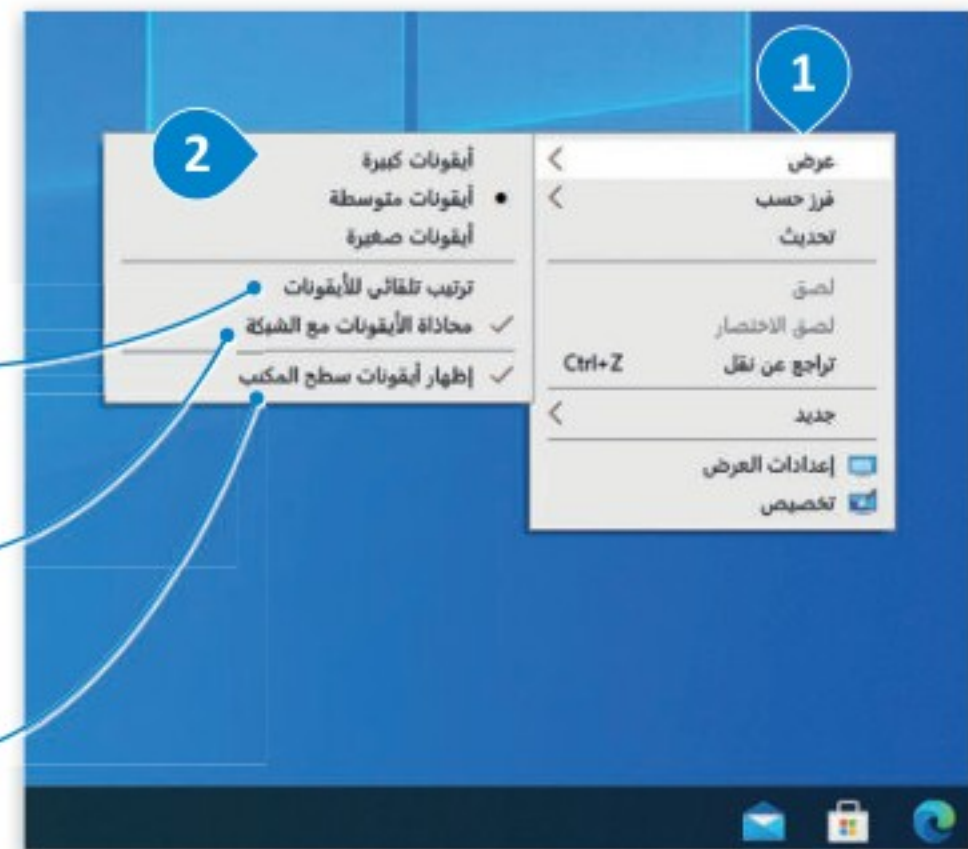 1
عرض
فرز حسب
تحديث
لصق
لصق الاختصار
تراجع عن نقل Ctrl+Z
جديد
إعدادات العرض
تخصيص
2
أيقونات كبيرة
أيقونات متوسطة
أيقونات صغيرة
ترتيب تلقائي للأيقونات
محاذاة الأيقونات مع الشبكة
إظهار أيقونات سطح المكتب